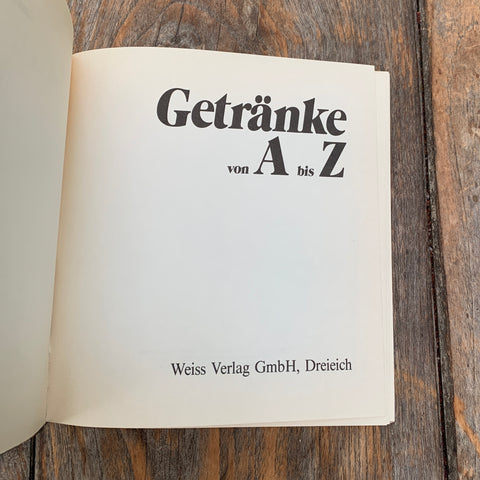 Getränke
von A bis Z
Weiss Verlag GmbH, Dreieich